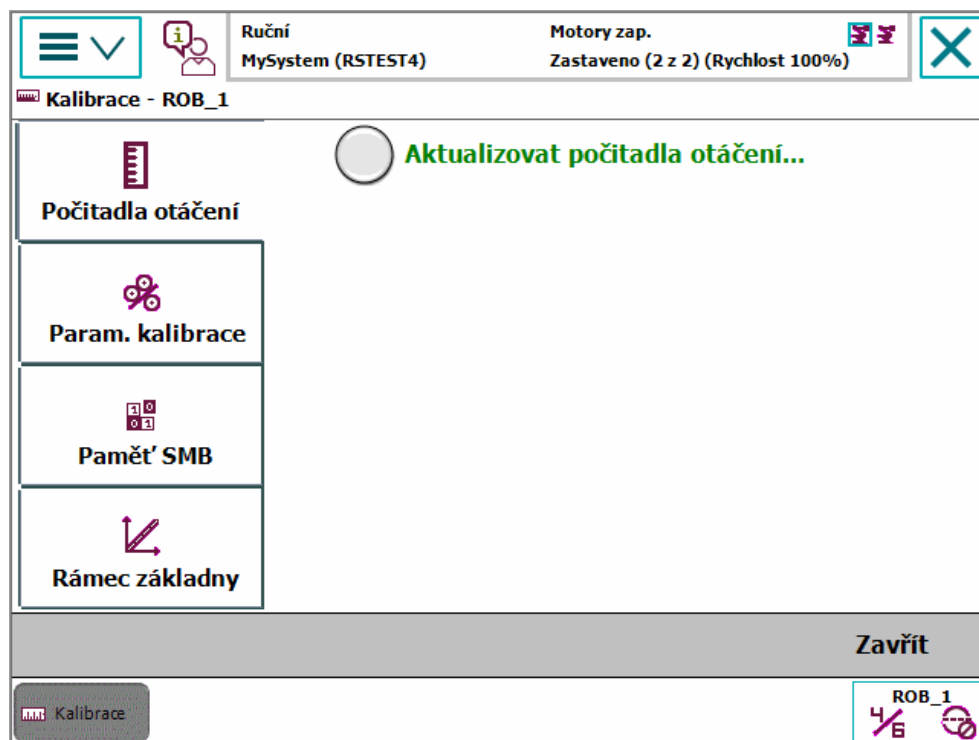 Ruční
Motory zap.
MySystem (RSTEST4)
Zastaveno (2 z 2) (Rychlost 100%)
Kalibrace - ROB_1
Aktualizovat počitadla otáčení...
Počitadla otáčení
Param. kalibrace
Paměť SMB
Rámec základny
Zavřít
Kalibrace
ROB_1